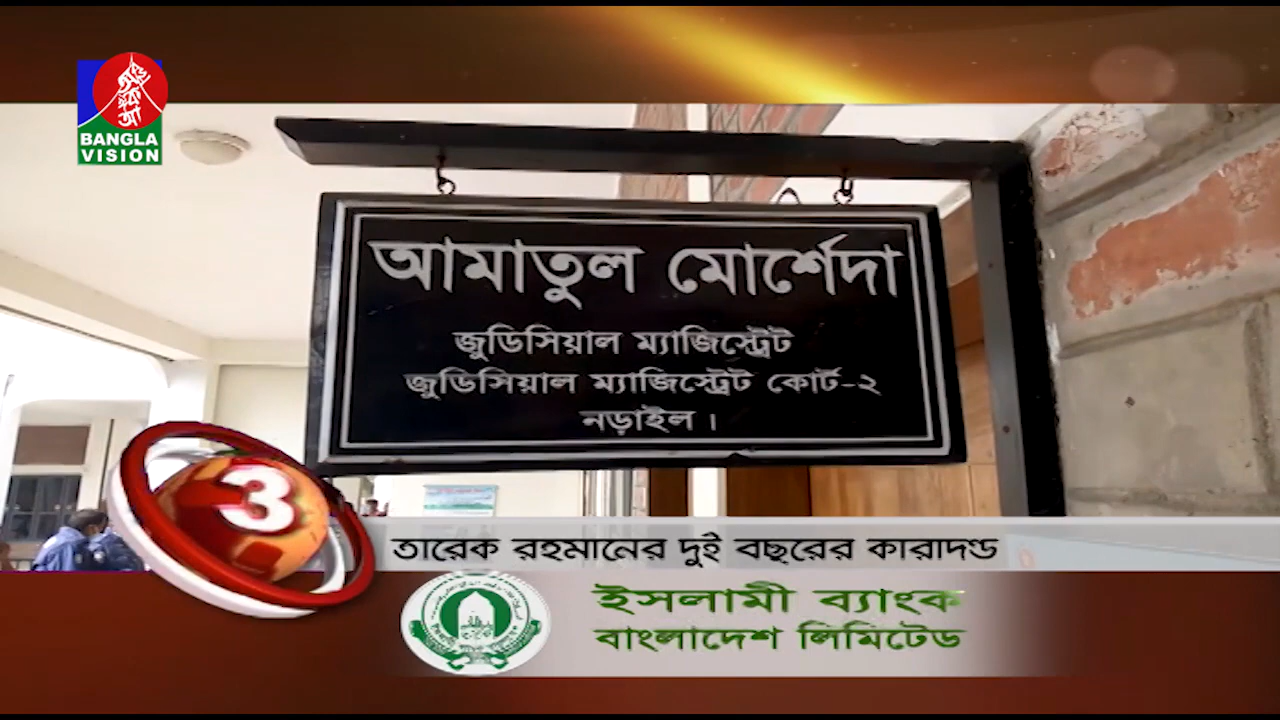 BANGLA
VISION
আমাতুল মোর্শেদা
জুডিসিয়াল ম্যাজিস্ট্রেট
জুডিসিয়াল ম্যাজিস্ট্রেট কোর্ট-২
নড়াইল।
3
তারেক রহমানের দুই বছরের কারাদণ্ড
ইসলামী ব্যাংক
বাংলাদেশ লিমিটেড